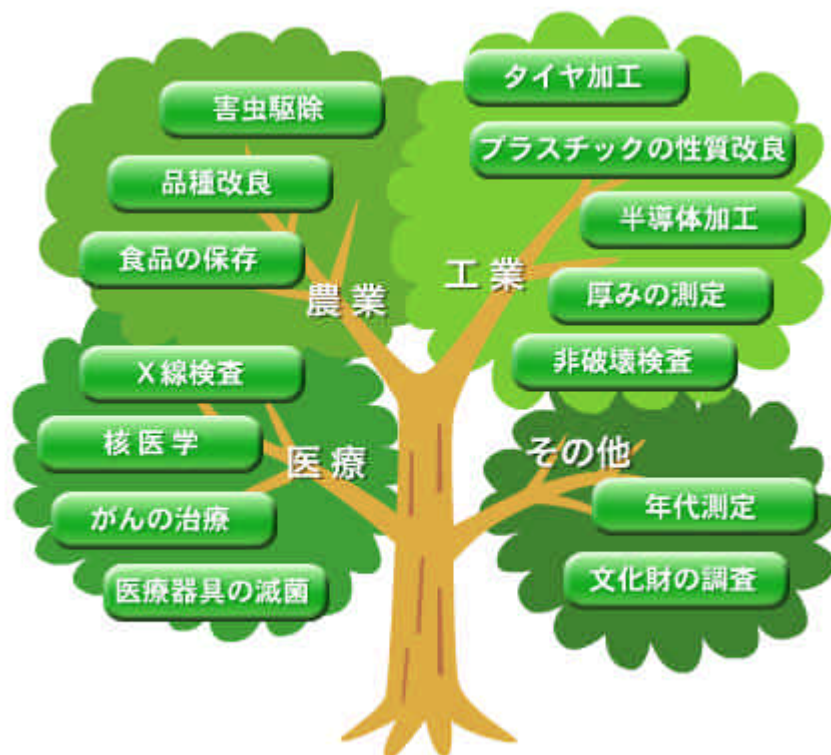 害虫駆除
品種改良
食品の保存
農業
タイヤ加工
プラスチックの性質改良
半導体加工
工業
厚みの測定
非破壊検査
X線検査
核医学
医療
がんの治療
医療器具の滅菌
その他
年代測定
文化財の調査